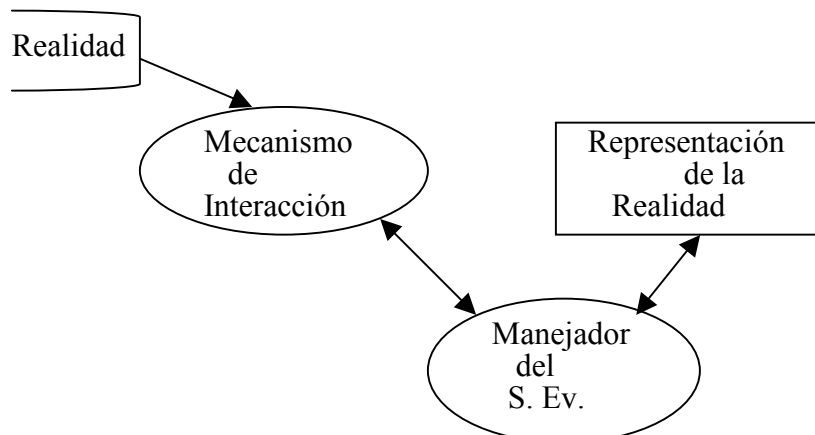 Realidad
Mecanismo
de
Interacción
Representación
de la
Realidad
Manejador
del
S. Ev.